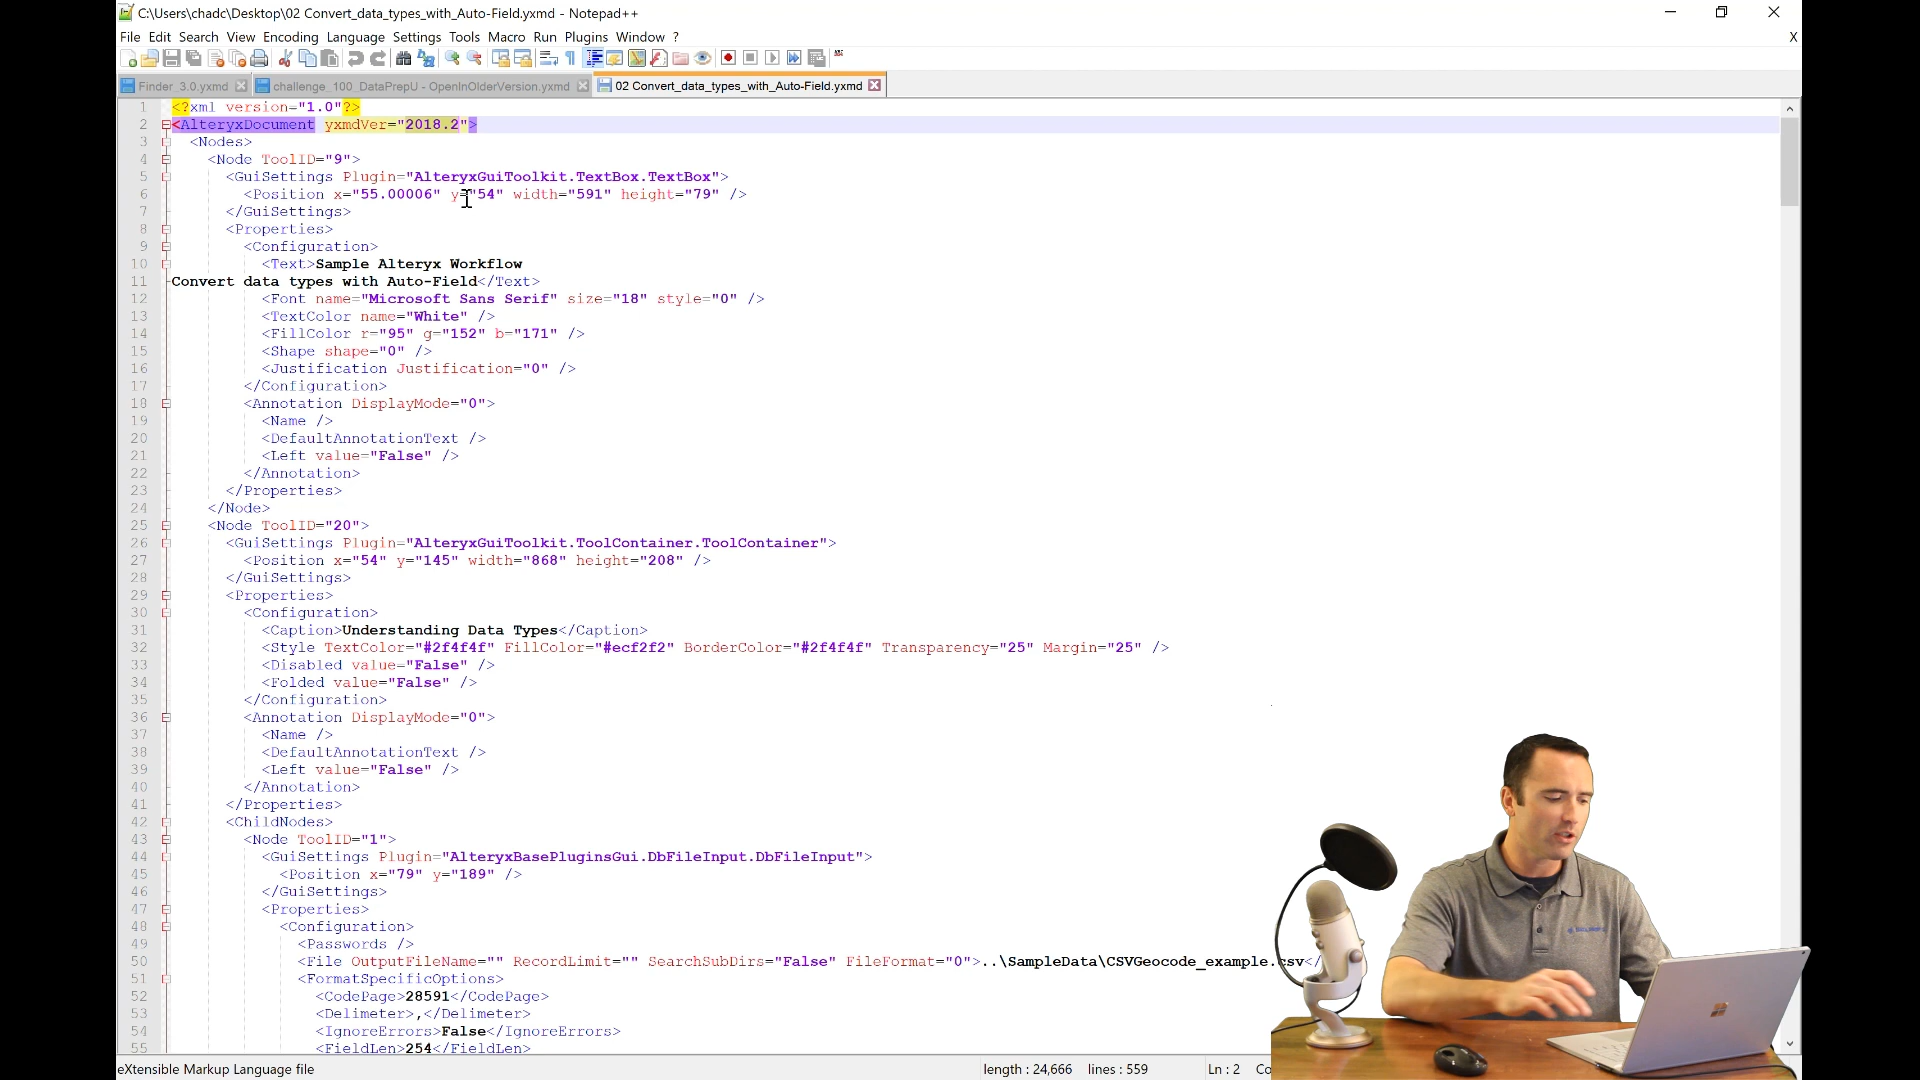 C:\Users\chadc\Desktop\02 Convert_data_types_with_Auto-Field.yxmd - Notepad++
File Edit Search View Encoding Language Settings Tools Macro Run Plugins Window ? X
Finder_3.0.yxmd challenge_100_DataPrepU - OpenInOlderVersion.yxmd 02 Convert_data_types_with_Auto-Field.yxmd
1 <?xml version="1.0"?>
2 <AlteryxDocument yxmdVer="2018.2">
3 <Nodes>
4 <Node ToolID="9">
5 <GuiSettings Plugin="AlteryxGuiToolkit.TextBox.TextBox">
6 <Position x="55.00006" y="54" width="591" height="79" />
7 </GuiSettings>
8 <Properties>
9 <Configuration>
10 <Text>Sample Alteryx Workflow
11 Convert data types with Auto-Field</Text>
12 <Font name="Microsoft Sans Serif" size="18" style="0" />
13 <TextColor name="White" />
14 <FillColor r="95" g="152" b="171" />
15 <Shape shape="0" />
16 <Justification Justification="0" />
17 </Configuration>
18 <Annotation DisplayMode="0">
19 <Name />
20 <DefaultAnnotationText />
21 <Left value="False" />
22 </Annotation>
23 </Properties>
24 </Node>
25 <Node ToolID="20">
26 <GuiSettings Plugin="AlteryxGuiToolkit.ToolContainer.ToolContainer">
27 <Position x="54" y="145" width="868" height="208" />
28 </GuiSettings>
29 <Properties>
30 <Configuration>
31 <Caption>Understanding Data Types</Caption>
32 <Style TextColor="#2f4f4f" FillColor="#ecf2f2" BorderColor="#2f4f4f" Transparency="25" Margin="25" />
33 <Disabled value="False" />
34 <Folded value="False" />
35 </Configuration>
36 <Annotation DisplayMode="0">
37 <Name />
38 <DefaultAnnotationText />
39 <Left value="False" />
40 </Annotation>
41 </Properties>
42 <ChildNodes>
43 <Node ToolID="1">
44 <GuiSettings Plugin="AlteryxBasePluginsGui.DbFileInput.DbFileInput">
45 <Position x="79" y="189" />
46 </GuiSettings>
47 <Properties>
48 <Configuration>
49 <Passwords />
50 <File OutputFileName="" RecordLimit="" SearchSubDirs="False" FileFormat="0">..\SampleData\CSVGeocode_example.csv</
51 <FormatSpecificOptions>
52 <CodePage>28591</CodePage>
53 <Delimeter>,</Delimeter>
54 <IgnoreErrors>False</IgnoreErrors>
55 <FieldLen>254</FieldLen>
eXtensible Markup Language file length : 24,666 lines : 559 Ln : 2 Co